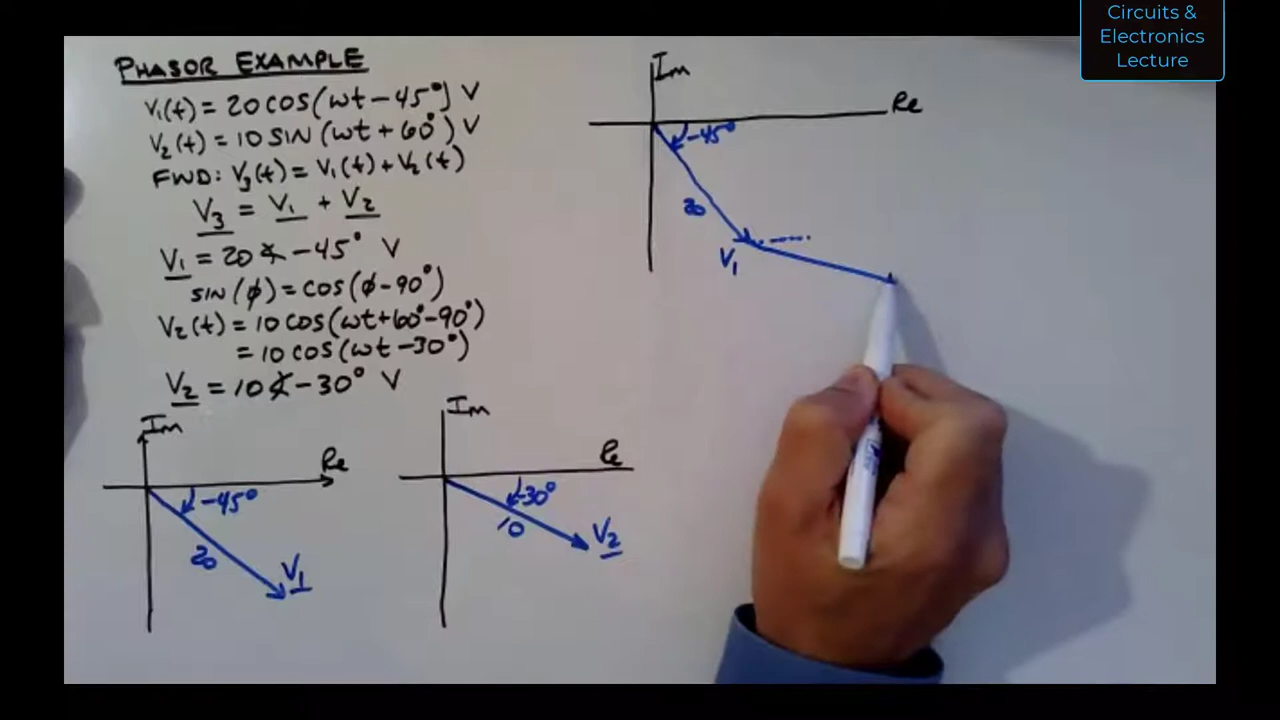 Circuits &
Electronics
Lecture
PHASOR EXAMPLE
V₁(t) = 20 COS(ωt - 45°) V
V₂(t) = 10 SIN (ωt + 60°) V
FWD: V₃(t) = V₁(t) + V₂(t)
V₃ = V₁ + V₂
V₁ = 20 ∡ -45° V
SIN(ϕ) = COS(ϕ-90°)
V₂(t) = 10 COS(ωt+60°-90°)
= 10 COS(ωt -30°)
V₂ = 10 ∡ -30° V
Im
Re
-45°
20
V₁
Im
Re
-30°
10
V₂
Im
Re
-45°
20
V₁